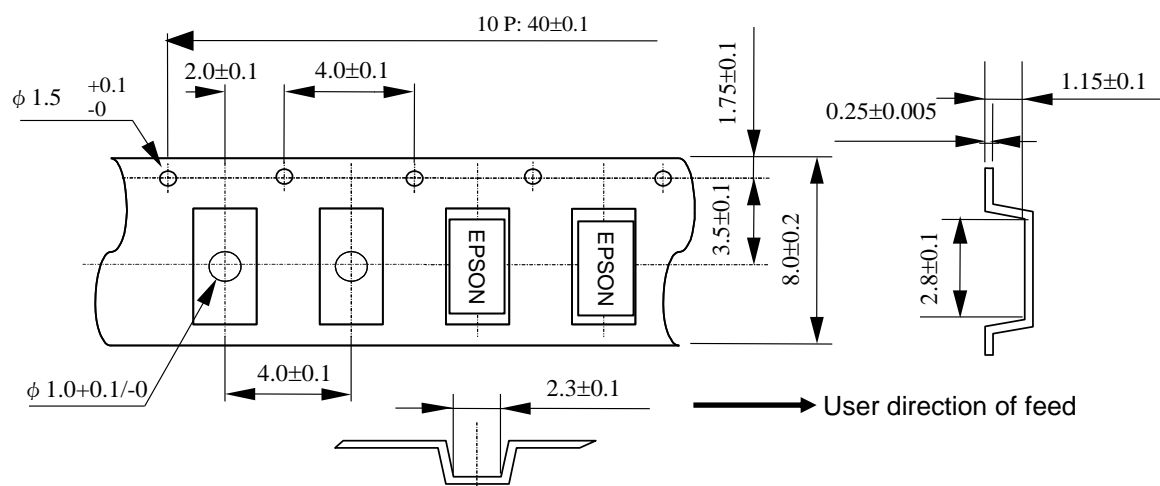 10 P: 40±0.1
2.0±0.1
4.0±0.1
φ 1.5 +0.1
-0
1.75±0.1
1.15±0.1
0.25±0.005
3.5±0.1
8.0±0.2
2.8±0.1
EPSON
EPSON
φ 1.0+0.1/-0
4.0±0.1
2.3±0.1
User direction of feed